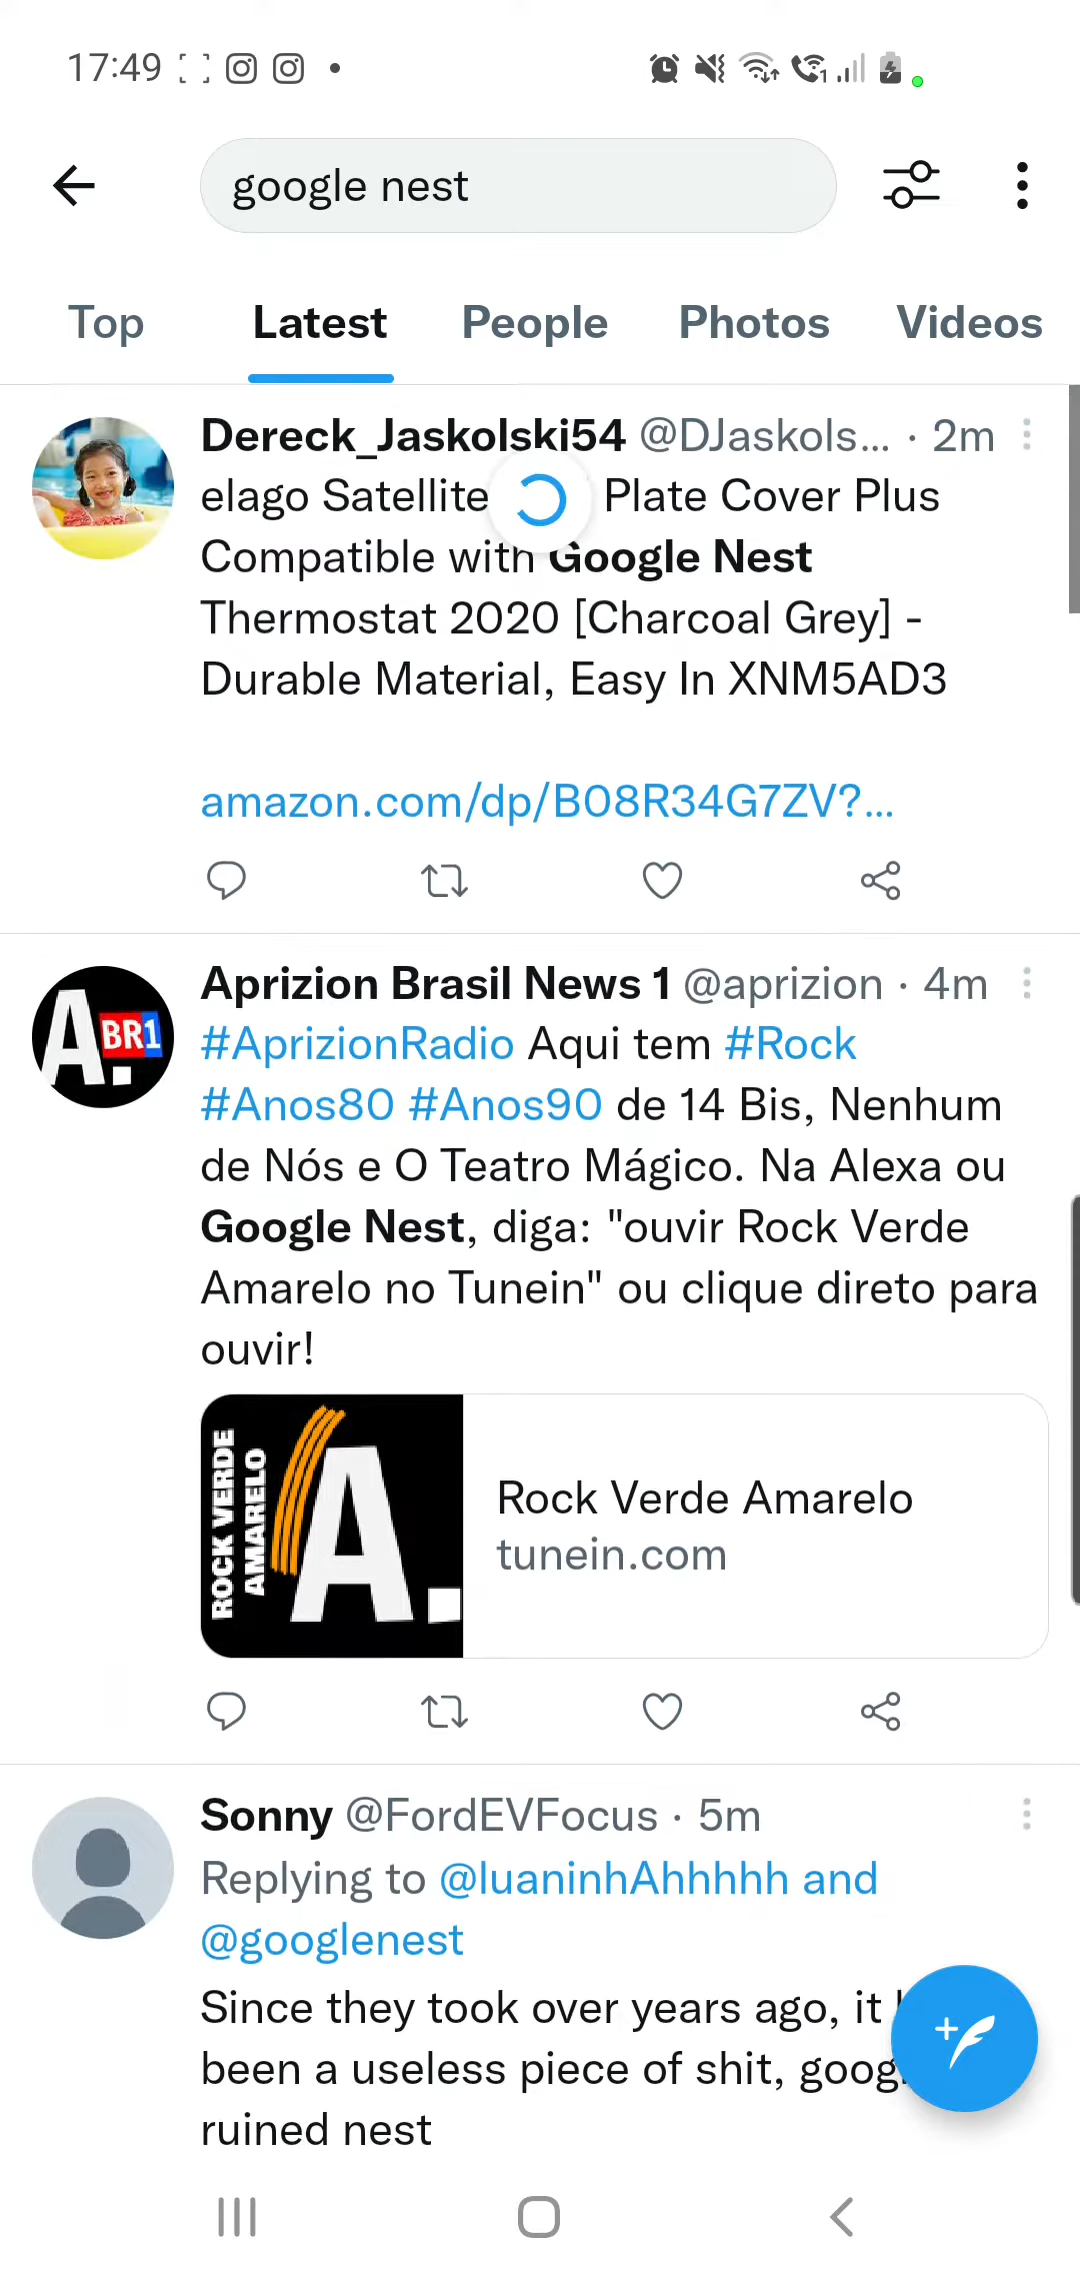 17:49
google nest
Top Latest People Photos Videos
Dereck_Jaskolski54 @DJaskols... · 2m
elago Satellite Plate Cover Plus
Compatible with Google Nest
Thermostat 2020 [Charcoal Grey] -
Durable Material, Easy In XNM5AD3
amazon.com/dp/B08R34G7ZV?...
A. BR1
Aprizion Brasil News 1 @aprizion · 4m
#AprizionRadio Aqui tem #Rock
#Anos80 #Anos90 de 14 Bis, Nenhum
de Nós e O Teatro Mágico. Na Alexa ou
Google Nest, diga: "ouvir Rock Verde
Amarelo no Tunein" ou clique direto para
ouvir!
ROCK VERDE
AMARELO
A.
Rock Verde Amarelo
tunein.com
Sonny @FordEVFocus · 5m
Replying to @luaninhAhhhhh and
@googlenest
Since they took over years ago, it
been a useless piece of shit,
ruined nest